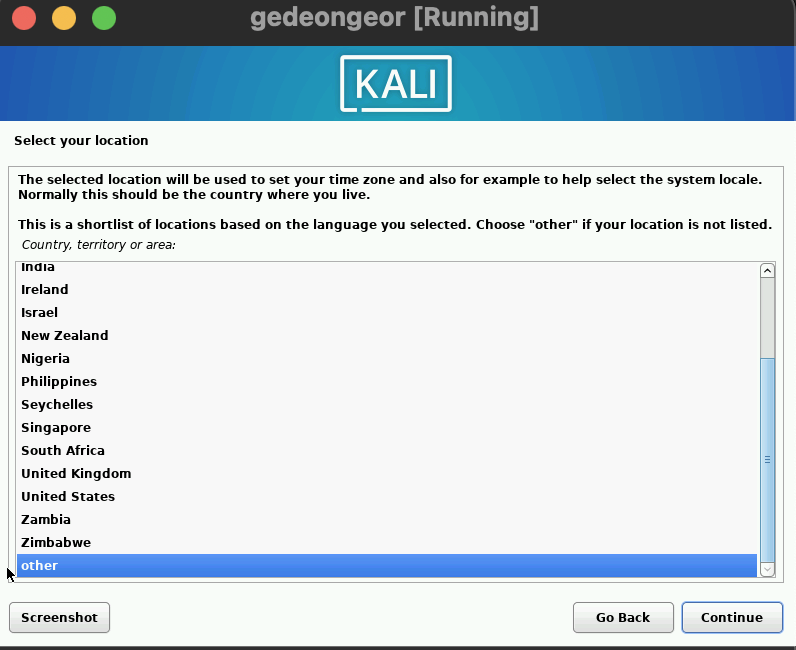 gedeongeor [Running]
KALI
Select your location
The selected location will be used to set your time zone and also for example to help select the system locale.
Normally this should be the country where you live.
This is a shortlist of locations based on the language you selected. Choose "other" if your location is not listed.
Country, territory or area:
India
Ireland
Israel
New Zealand
Nigeria
Philippines
Seychelles
Singapore
South Africa
United Kingdom
United States
Zambia
Zimbabwe
other
Screenshot
Go Back
Continue